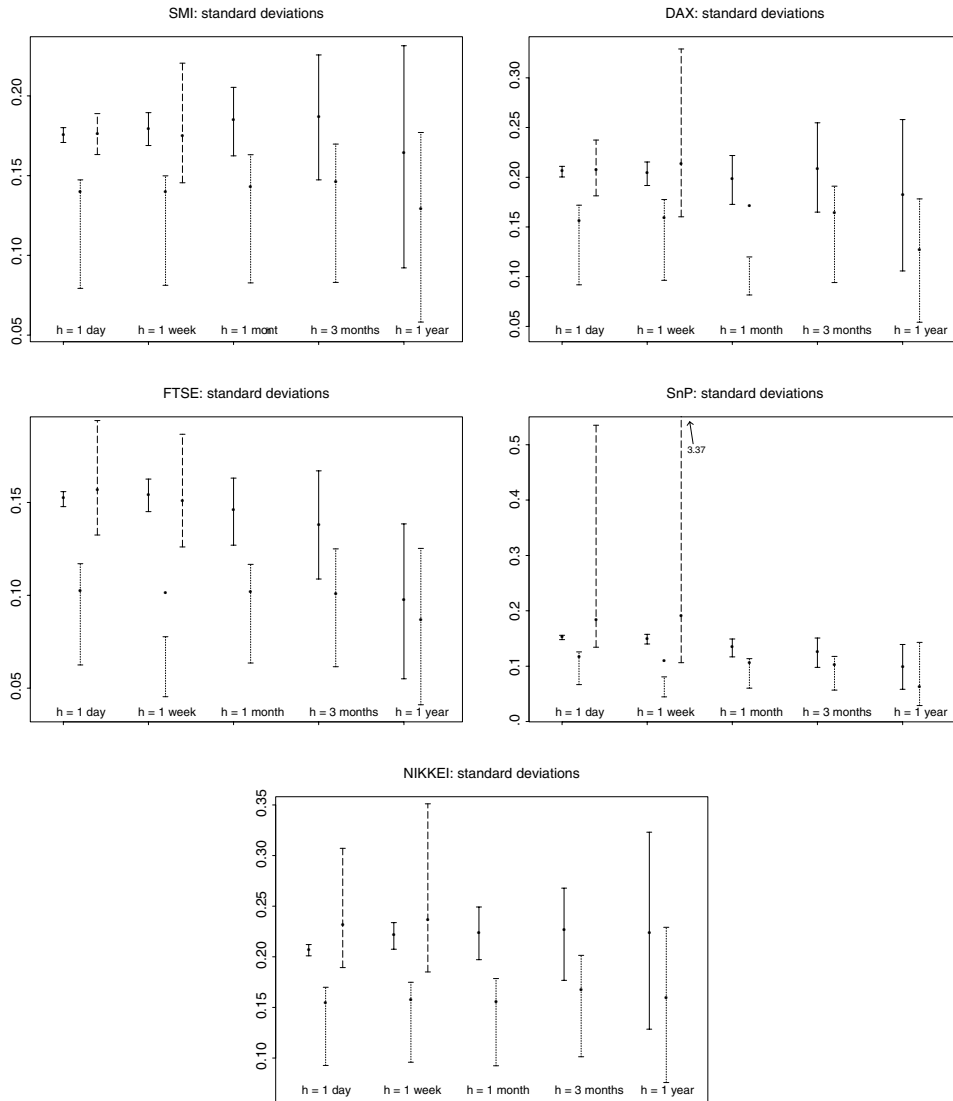 SMI: standard deviations
0.20
0.15
0.10
0.05
h = 1 day h = 1 week h = 1 mont h = 3 months h = 1 year
DAX: standard deviations
0.30
0.25
0.20
0.15
0.10
0.05
h = 1 day h = 1 week h = 1 month h = 3 months h = 1 year
FTSE: standard deviations
0.15
0.10
0.05
h = 1 day h = 1 week h = 1 month h = 3 months h = 1 year
SnP: standard deviations
0.5
0.4
0.3
0.2
0.1
.0
3.37
h = 1 day h = 1 week h = 1 month h = 3 months h = 1 year
NIKKEI: standard deviations
0.35
0.30
0.25
0.20
0.15
0.10
h = 1 day h = 1 week h = 1 month h = 3 months h = 1 year